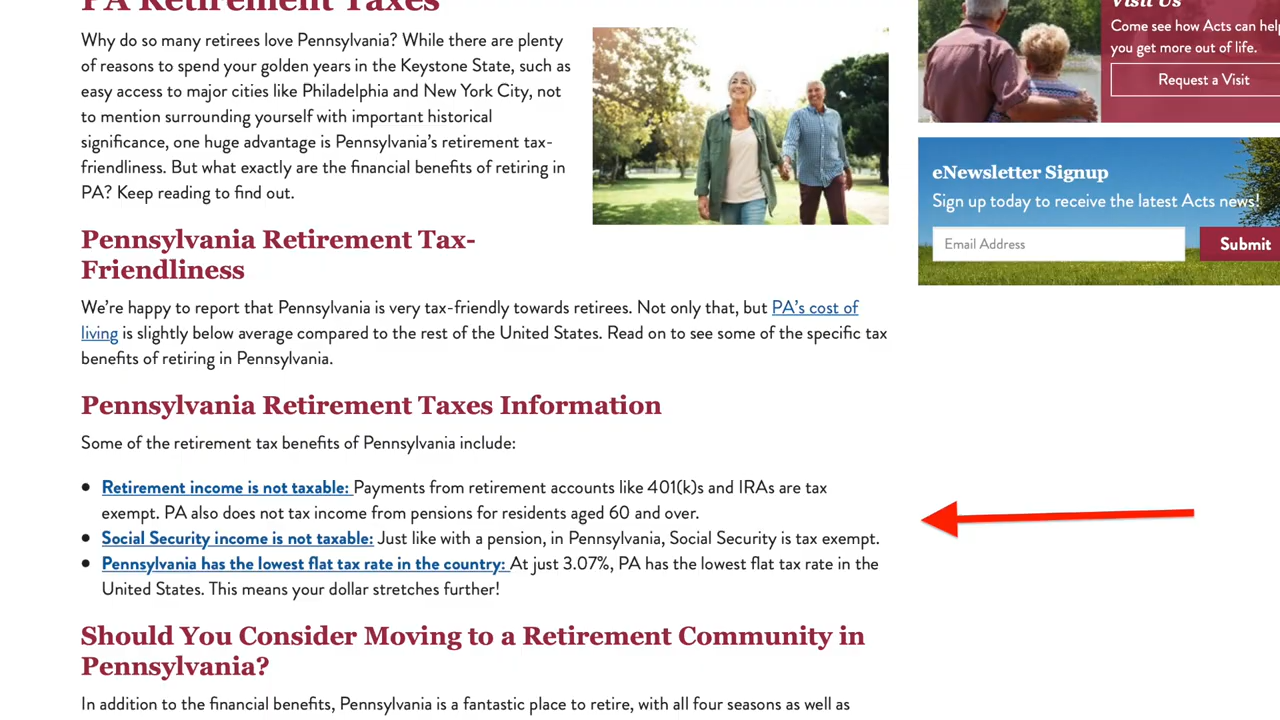 PA Retirement Taxes
Why do so many retirees love Pennsylvania? While there are plenty
of reasons to spend your golden years in the Keystone State, such as
easy access to major cities like Philadelphia and New York City, not
to mention surrounding yourself with important historical
significance, one huge advantage is Pennsylvania’s retirement tax-
friendliness. But what exactly are the financial benefits of retiring in
PA? Keep reading to find out.
Pennsylvania Retirement Tax-
Friendliness
We’re happy to report that Pennsylvania is very tax-friendly towards retirees. Not only that, but PA’s cost of
living is slightly below average compared to the rest of the United States. Read on to see some of the specific tax
benefits of retiring in Pennsylvania.
Pennsylvania Retirement Taxes Information
Some of the retirement tax benefits of Pennsylvania include:
• Retirement income is not taxable: Payments from retirement accounts like 401(k)s and IRAs are tax
exempt. PA also does not tax income from pensions for residents aged 60 and over.
• Social Security income is not taxable: Just like with a pension, in Pennsylvania, Social Security is tax exempt.
• Pennsylvania has the lowest flat tax rate in the country: At just 3.07%, PA has the lowest flat tax rate in the
United States. This means your dollar stretches further!
Should You Consider Moving to a Retirement Community in
Pennsylvania?
In addition to the financial benefits, Pennsylvania is a fantastic place to retire, with all four seasons as well as
Visit Us
Come see how Acts can help
you get more out of life.
Request a Visit
eNewsletter Signup
Sign up today to receive the latest Acts news!
Email Address
Submit